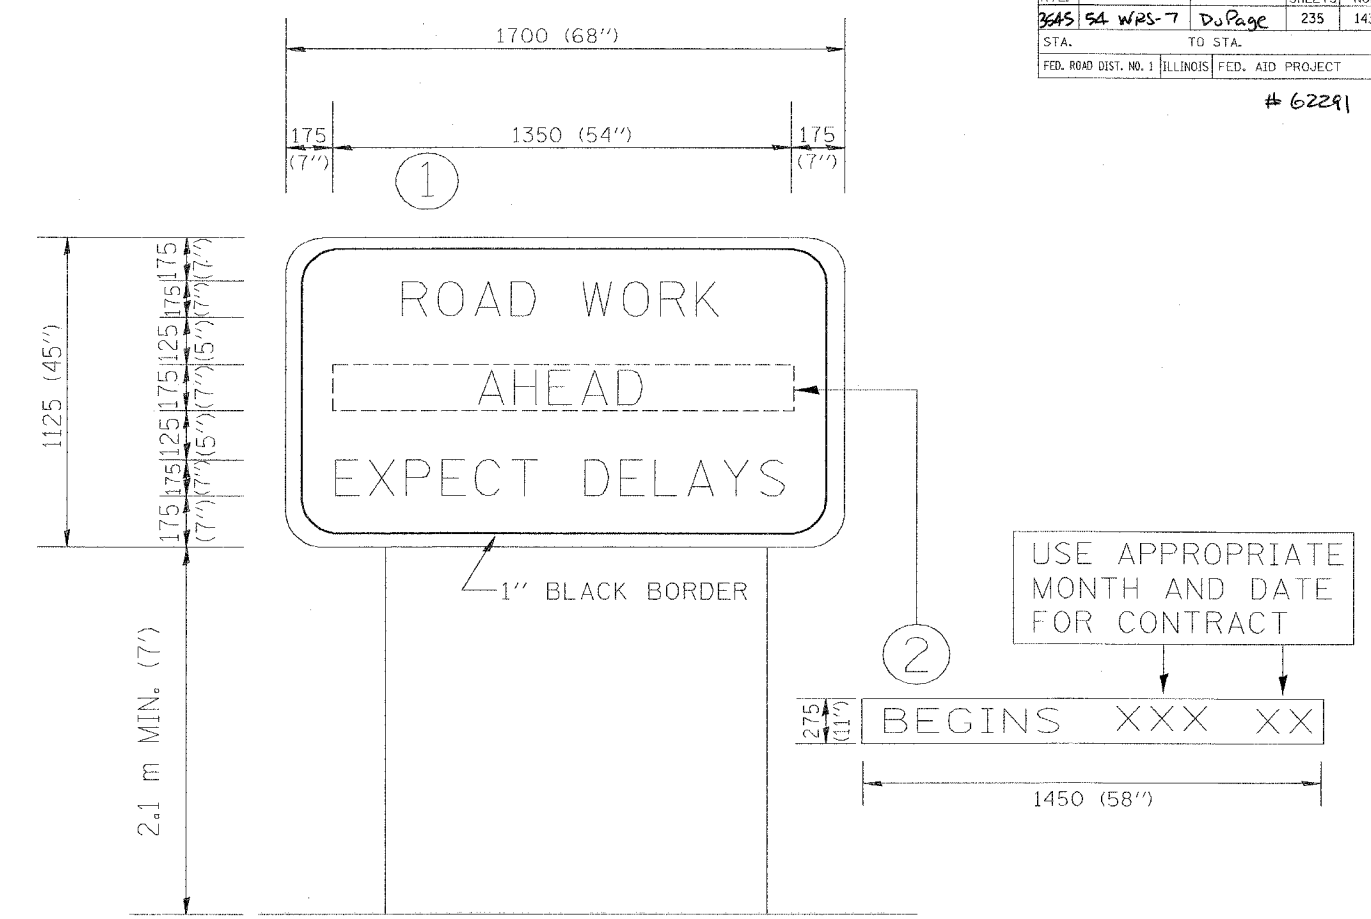 SHEETS
3545 54 WRS-7 DuPage 235
STA. TO STA.
FED. ROAD DIST. NO. 1 ILLINOIS FED. AID PROJECT
# 62291
1700 (68'')
175 1350 (54'') 175
(7'') (7'')
1
175 (7'')
175 (7'')
125 (5'')
175 (7'')
125 (5'')
175 (7'')
175 (7'')
1125 (45'')
ROAD WORK
AHEAD
EXPECT DELAYS
1'' BLACK BORDER
2.1 m MIN. (7')
2
USE APPROPRIATE
MONTH AND DATE
FOR CONTRACT
275 (11'')
BEGINS XXX XX
1450 (58'')